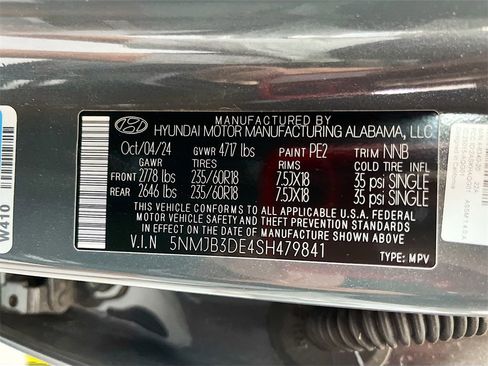 MANUFACTURED BY
HYUNDAI MOTOR MANUFACTURING ALABAMA, LLC
Oct/04/24 GVWR 4717 lbs PAINT PE2 TRIM NNB
GAWR TIRES RIMS COLD TIRE INFL
FRONT 2778 lbs 235/60R18 7.5JX18 35 psi SINGLE
REAR 2646 lbs 235/60R18 7.5JX18 35 psi SINGLE
THIS VEHICLE CONFORMS TO ALL APPLICABLE U.S.A. FEDERAL
MOTOR VEHICLE SAFETY, BUMPER, AND THEFT PREVENTION
STANDARDS IN EFFECT ON THE DATE OF MANUFACTURE SHOWN ABOVE.
V.I.N 5NMJB3DE4SH479841
TYPE: MPV
W410